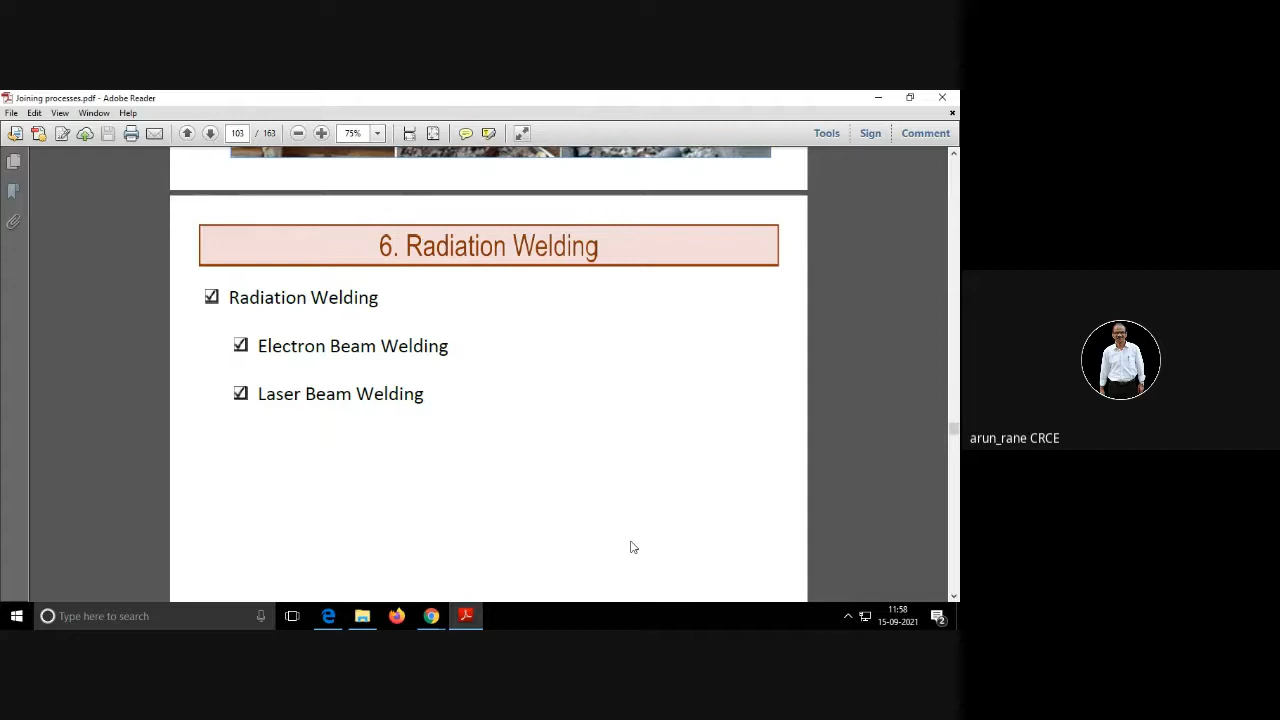 Joining processes.pdf - Adobe Reader
File Edit View Window Help
103 / 163 75% Tools Sign Comment
6. Radiation Welding
Radiation Welding
Electron Beam Welding
Laser Beam Welding
arun_rane CRCE
Type here to search
11:58
15-09-2021
2